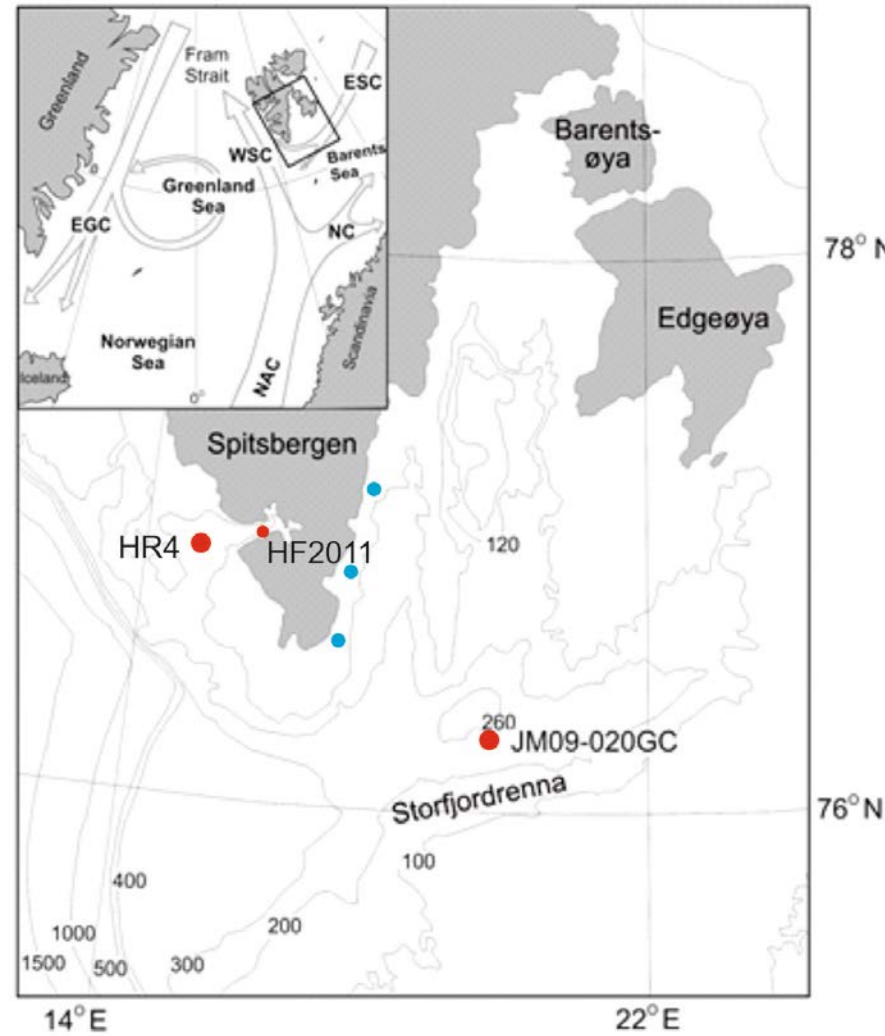 Greenland
Fram
Strait
ESC
WSC
Barents
Sea
Greenland
Sea
EGC
NC
Norwegian
Sea
NAC
Scandinavia
Iceland
0°
Barents-
øya
78° N
Edgeøya
Spitsbergen
HR4
HF2011
120
260
JM09-020GC
Storfjordrenna
76° N
100
400
200
1000
1500
500
300
14° E
22° E